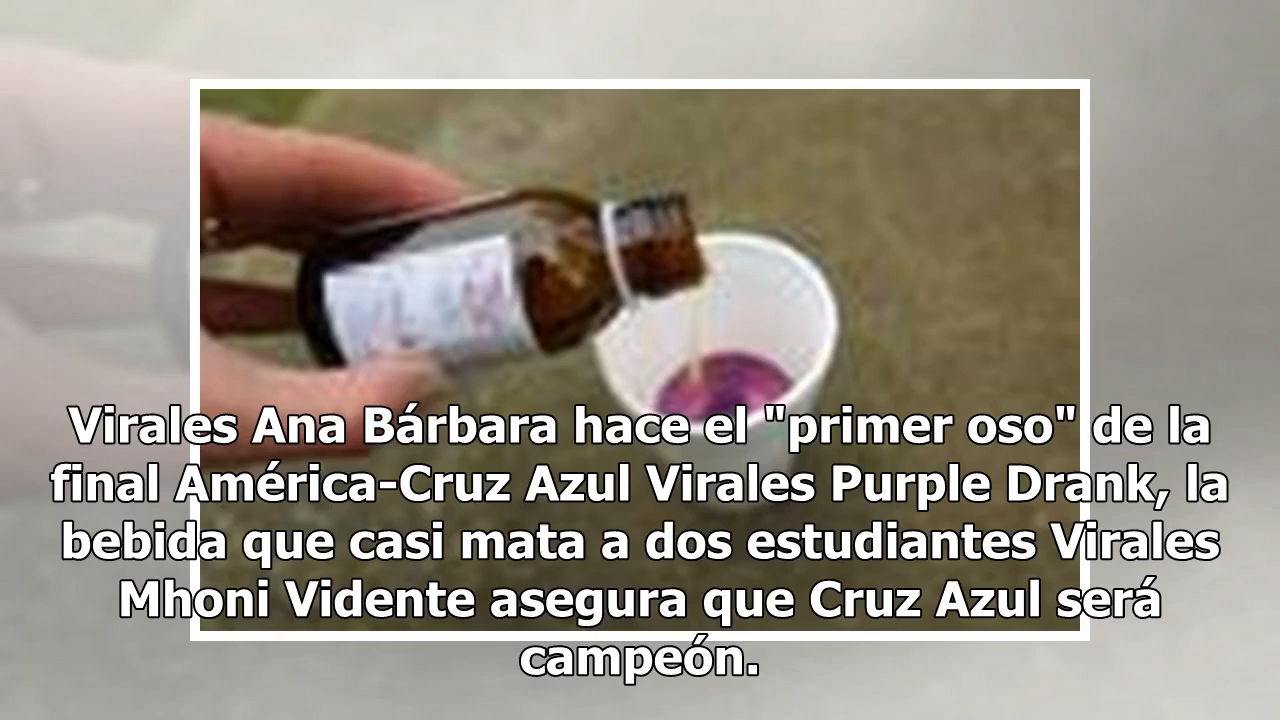 Virales Ana Bárbara hace el "primer oso" de la
final América-Cruz Azul Virales Purple Drank, la
bebida que casi mata a dos estudiantes Virales
Mhoni Vidente asegura que Cruz Azul será
campeón.